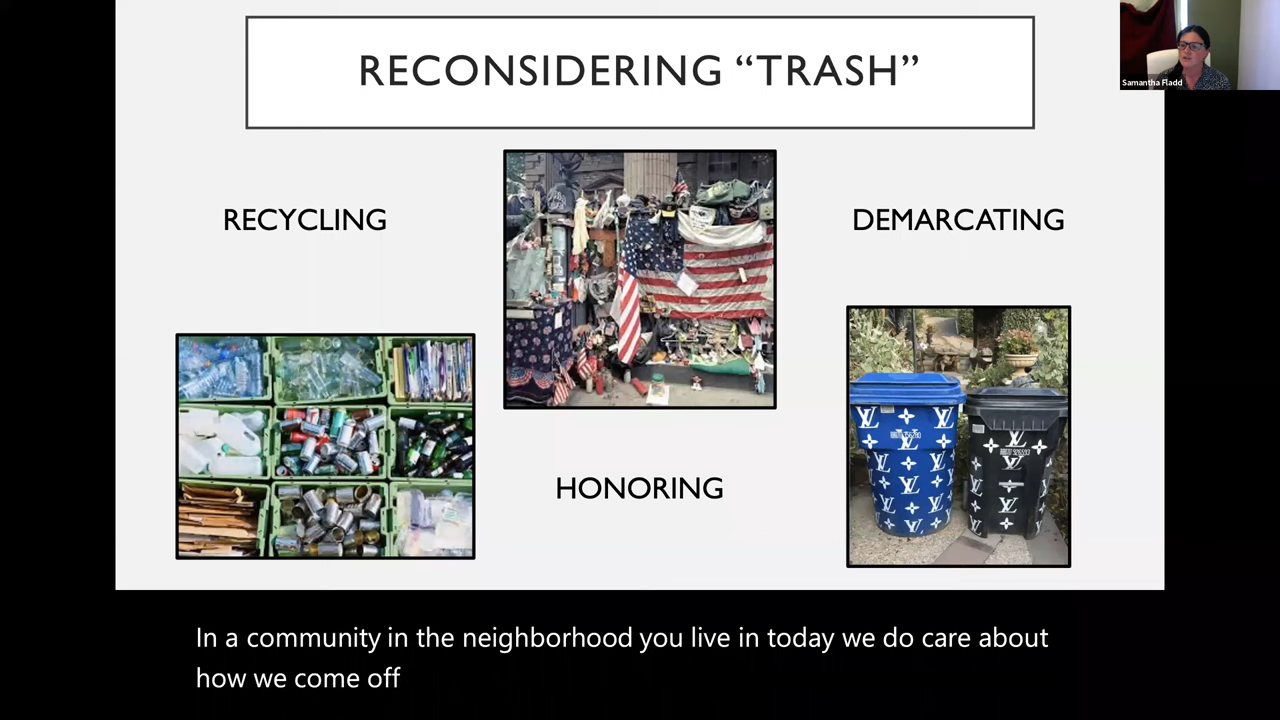 RECONSIDERING “TRASH”
Samantha Fladd
RECYCLING
DEMARCATING
HONORING
In a community in the neighborhood you live in today we do care about
how we come off